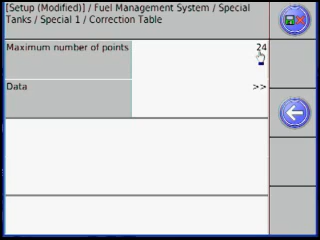 [Setup (Modified)] / Fuel Management System / Special
Tanks / Special 1 / Correction Table
Maximum number of points 24
Data >>